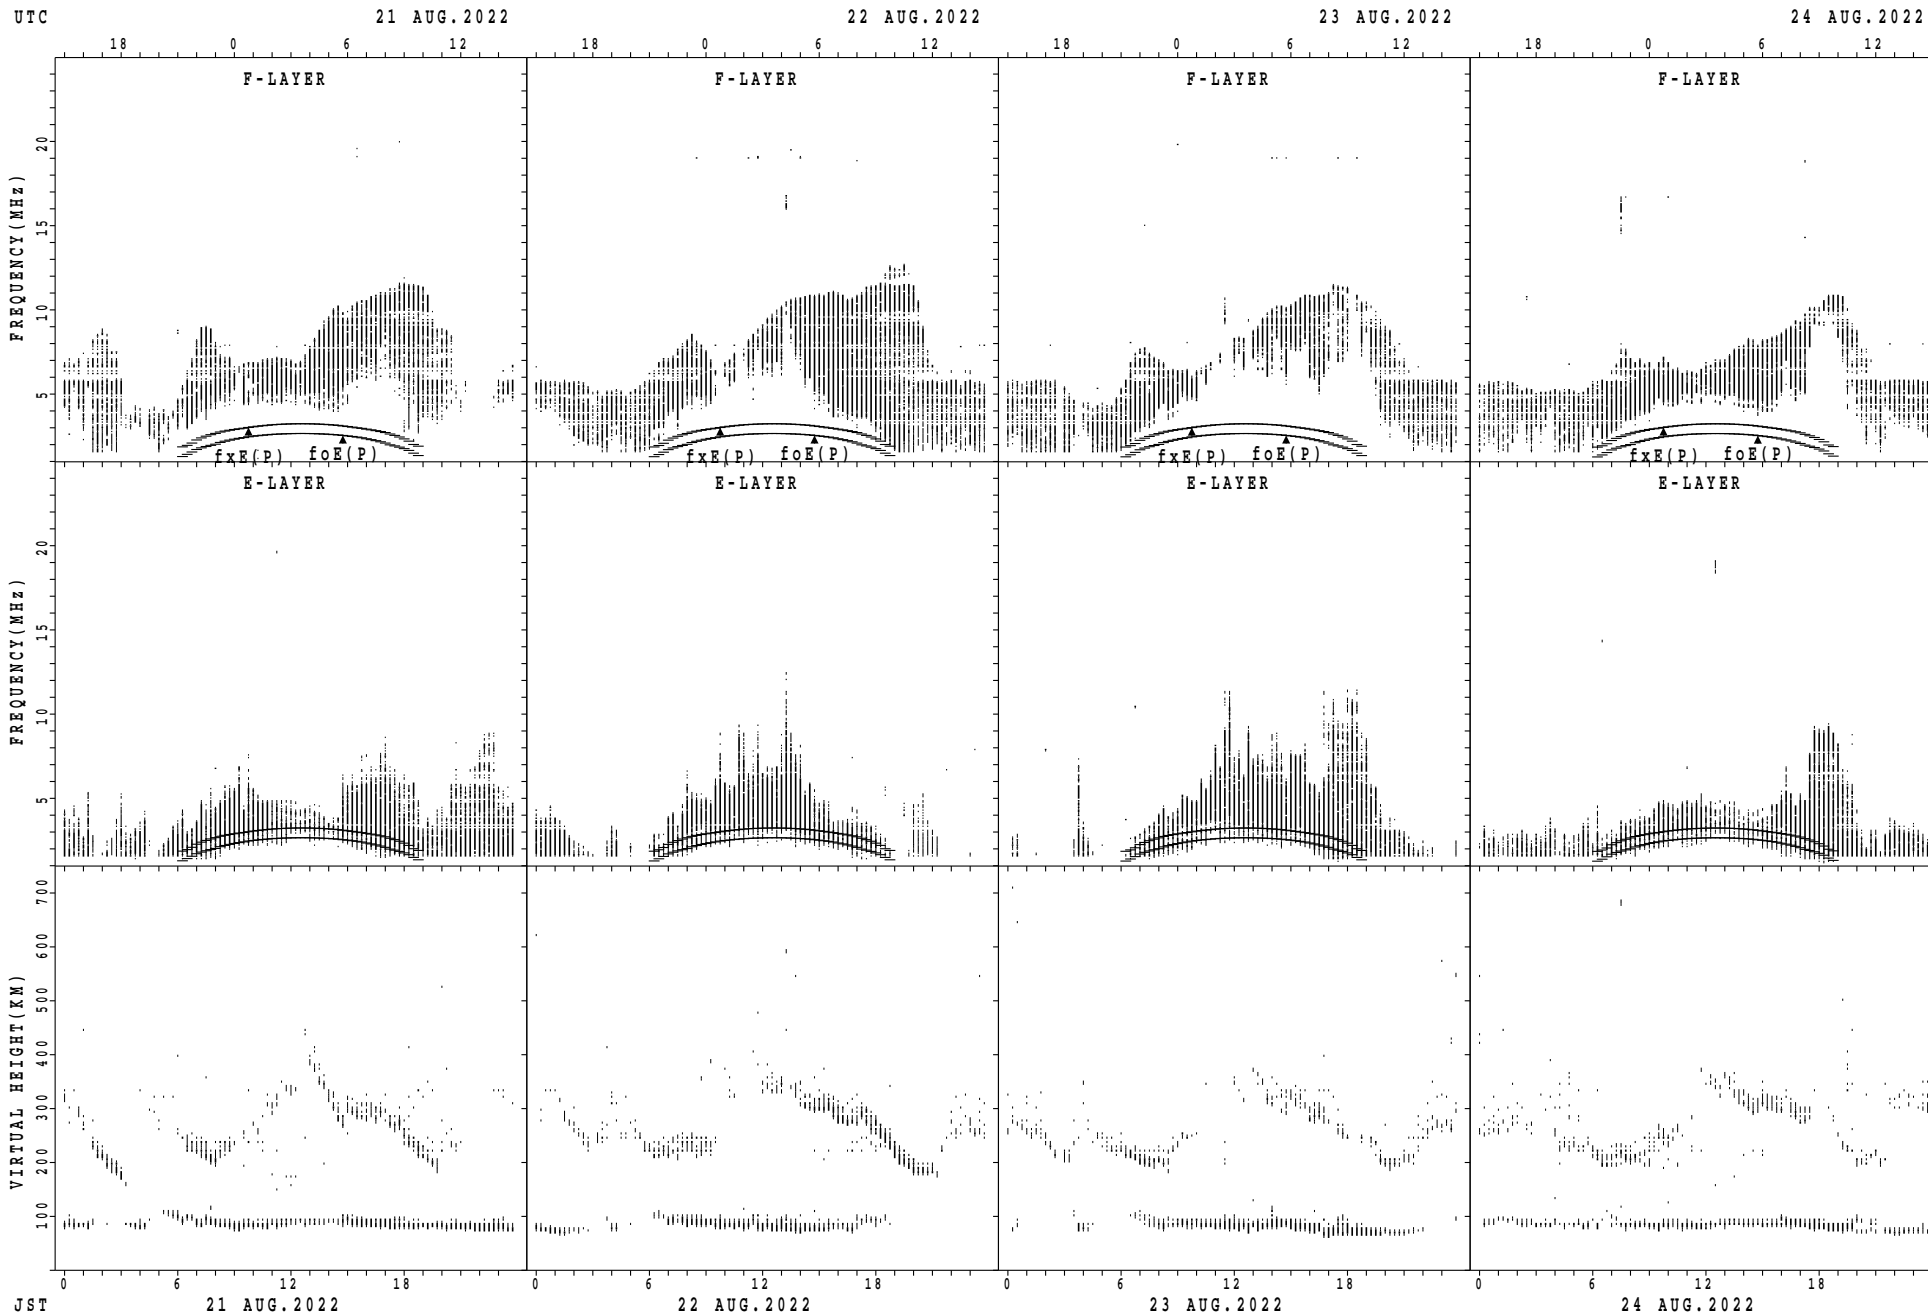 UTC 21 AUG.2022 22 AUG.2022 23 AUG.2022 24 AUG.2022
18 0 6 12 18 0 6 12 18 0 6 12 18 0 6 12
F-LAYER F-LAYER F-LAYER F-LAYER
FREQUENCY(MHz)
20
15
10
5
fxE(P) foE(P) fxE(P) foE(P) fxE(P) foE(P) fxE(P) foE(P)
E-LAYER E-LAYER E-LAYER E-LAYER
FREQUENCY(MHz)
20
15
10
5
VIRTUAL HEIGHT(KM)
700
600
500
400
300
200
100
0 6 12 18 0 6 12 18 0 6 12 18 0 6 12 18
JST 21 AUG.2022 22 AUG.2022 23 AUG.2022 24 AUG.2022